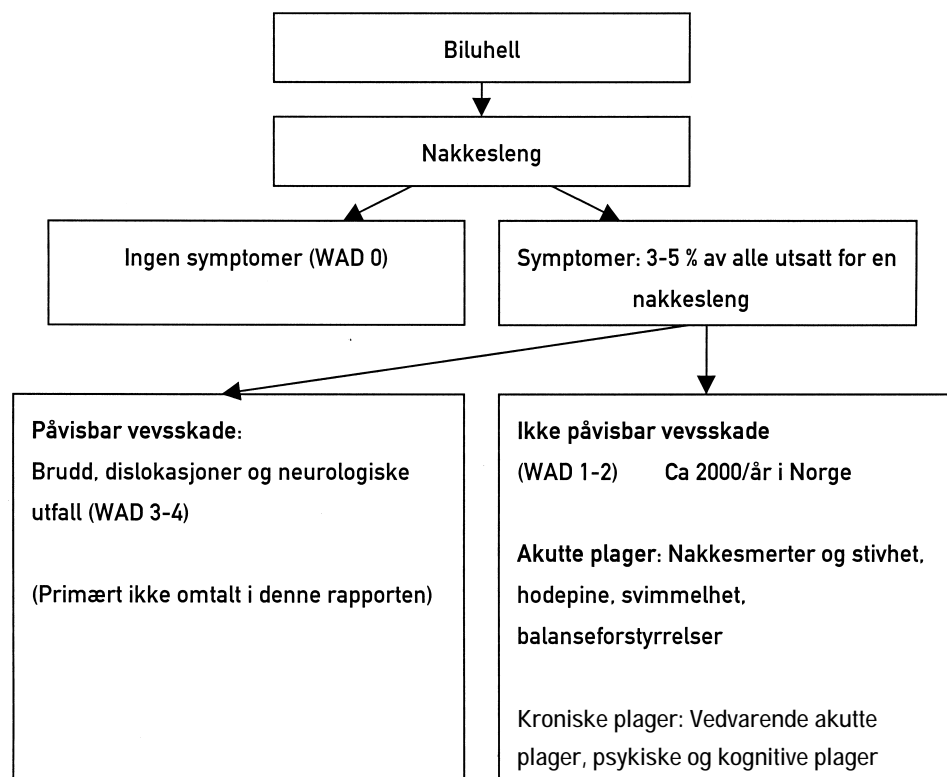 Biluhell
Nakkesleng
Ingen symptomer (WAD 0)
Symptomer: 3-5 % av alle utsatt for en
nakkesleng
Påvisbar vevsskade:
Brudd, dislokasjoner og neurologiske
utfall (WAD 3-4)
(Primært ikke omtalt i denne rapporten)
Ikke påvisbar vevsskade
(WAD 1-2) Ca 2000/år i Norge
Akutte plager: Nakkesmerter og stivhet,
hodepine, svimmelhet,
balanseforstyrrelser
Kroniske plager: Vedvarende akutte
plager, psykiske og kognitive plager